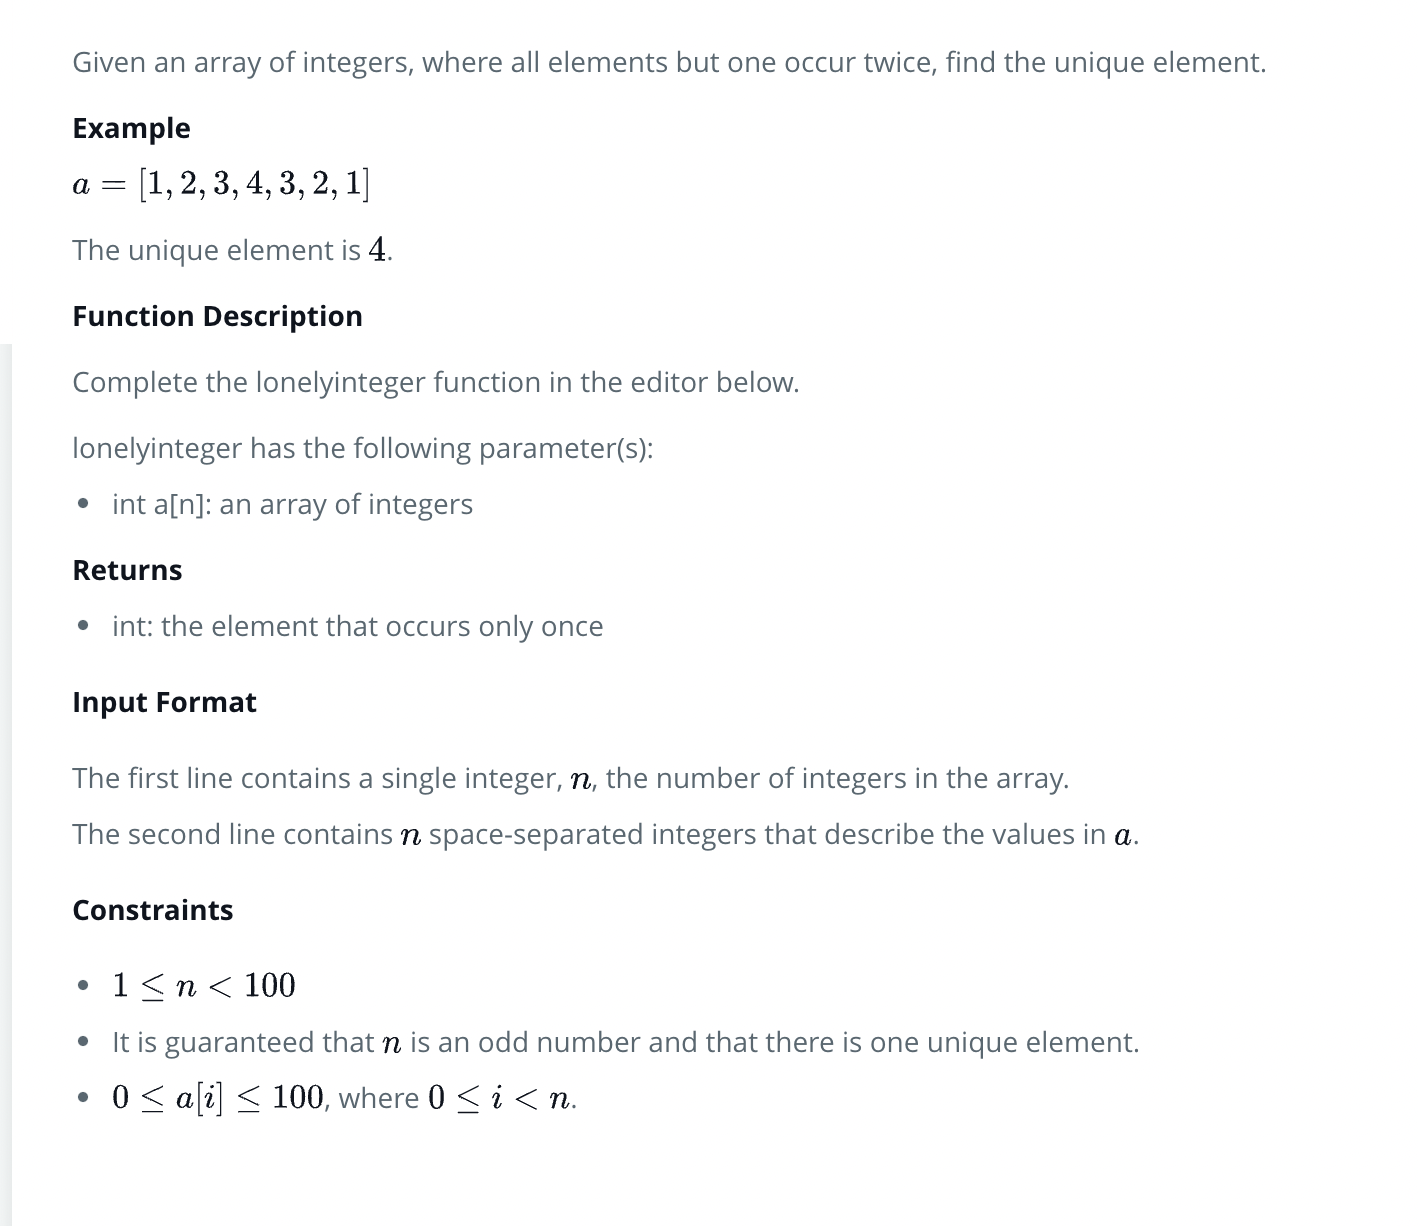 Given an array of integers, where all elements but one occur twice, find the unique element.
Example
a = [1, 2, 3, 4, 3, 2, 1]
The unique element is 4.
Function Description
Complete the lonelyinteger function in the editor below.
lonelyinteger has the following parameter(s):
• int a[n]: an array of integers
Returns
• int: the element that occurs only once
Input Format
The first line contains a single integer, n, the number of integers in the array.
The second line contains n space-separated integers that describe the values in a.
Constraints
• 1 ≤ n < 100
• It is guaranteed that n is an odd number and that there is one unique element.
• 0 ≤ a[i] ≤ 100, where 0 ≤ i < n.